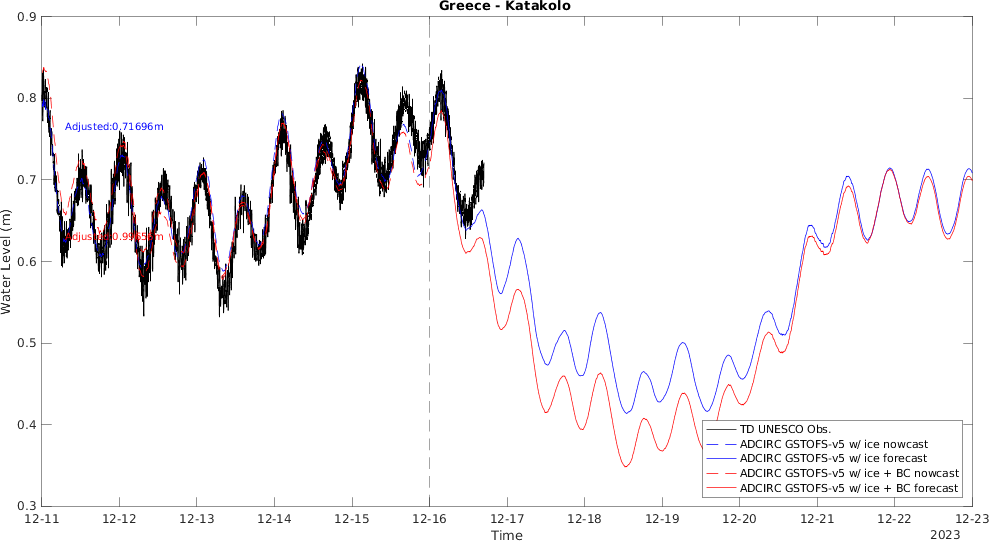 Greece - Katakolo
0.9
0.8
0.7
0.6
0.5
0.4
0.3
Water Level (m)
Adjusted:0.71696m
TD UNESCO Obs.
ADCIRC GSTOFS-v5 w/ ice nowcast
ADCIRC GSTOFS-v5 w/ ice forecast
ADCIRC GSTOFS-v5 w/ ice + BC nowcast
ADCIRC GSTOFS-v5 w/ ice + BC forecast
12-11 12-12 12-13 12-14 12-15 12-16 12-17 12-18 12-19 12-20 12-21 12-22 12-23
Time
2023